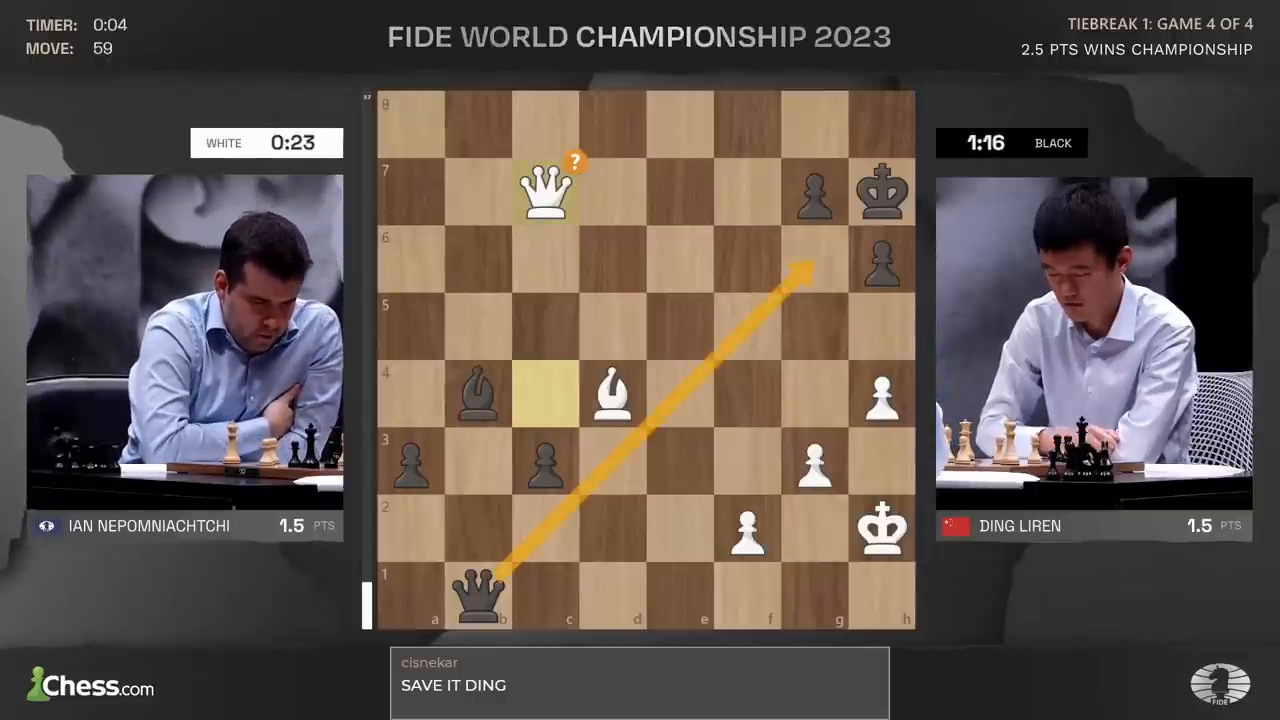 TIMER: 0:04
MOVE: 59
FIDE WORLD CHAMPIONSHIP 2023
TIEBREAK 1: GAME 4 OF 4
2.5 PTS WINS CHAMPIONSHIP
WHITE 0:23
1:16 BLACK
?
8
7
6
5
4
3
2
1
a b c d e f g h
IAN NEPOMNIACHTCHI 1.5 PTS
DING LIREN 1.5 PTS
cisnekar
SAVE IT DING
Chess.com
FIDE